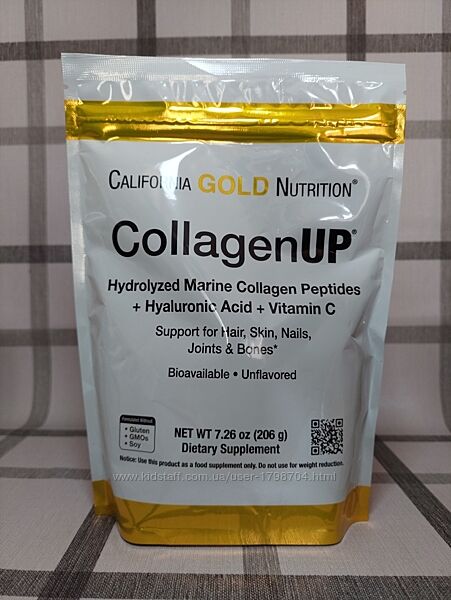 CALIFORNIA GOLD NUTRITION®
CollagenUP®
Hydrolyzed Marine Collagen Peptides
+ Hyaluronic Acid + Vitamin C
Support for Hair, Skin, Nails,
Joints & Bones*
Bioavailable • Unflavored
Formulated Without
• Gluten
• GMOs
• Soy
NET WT 7.26 oz (206 g)
Dietary Supplement
Notice: Use this product as a food supplement only. Do not use for weight reduction.
www.kidstaff.com.ua/user-1798704.html